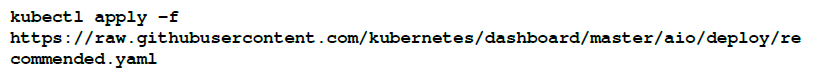 kubectl apply –f
https://raw.githubusercontent.com/kubernetes/dashboard/master/aio/deploy/re
commended.yaml